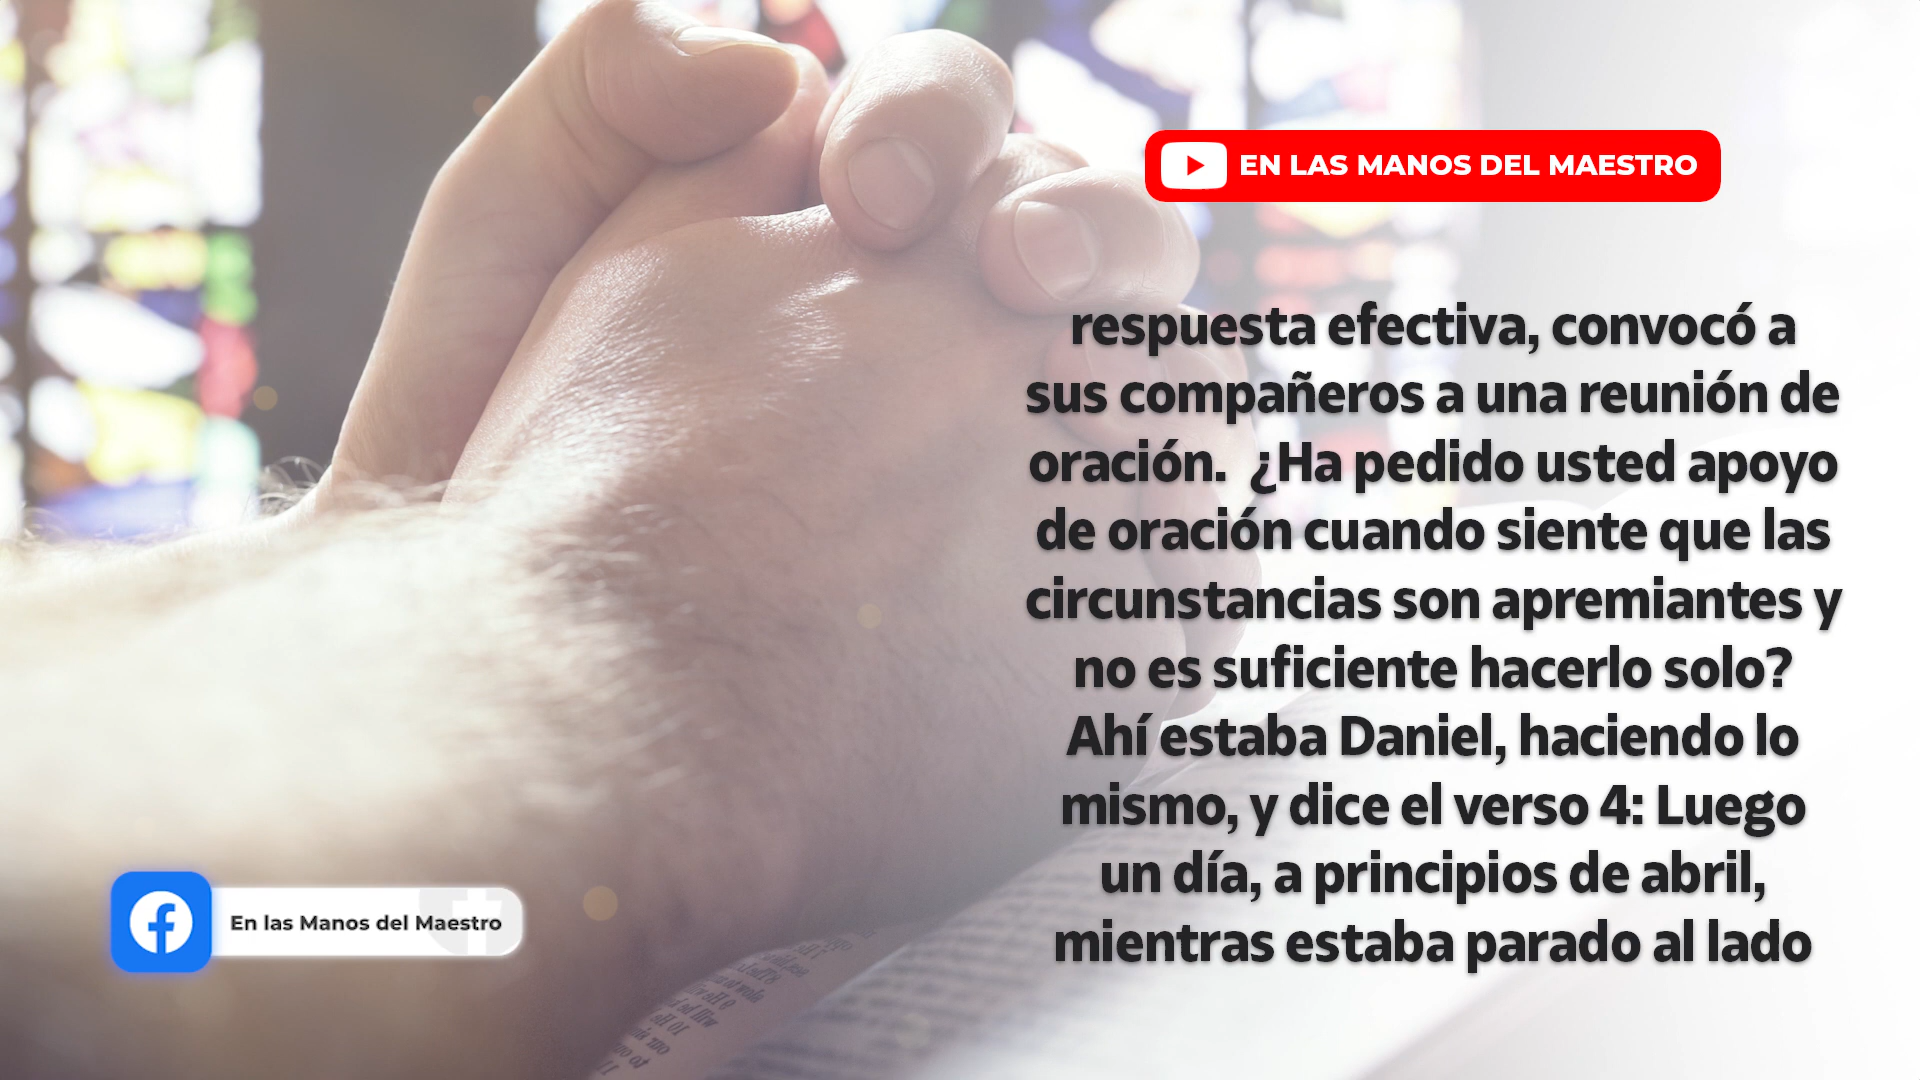 EN LAS MANOS DEL MAESTRO
respuesta efectiva, convocó a
sus compañeros a una reunión de
oración.  ¿Ha pedido usted apoyo
de oración cuando siente que las
circunstancias son apremiantes y
no es suficiente hacerlo solo?
Ahí estaba Daniel, haciendo lo
mismo, y dice el verso 4: Luego
un día, a principios de abril,
mientras estaba parado al lado
En las Manos del Maestro